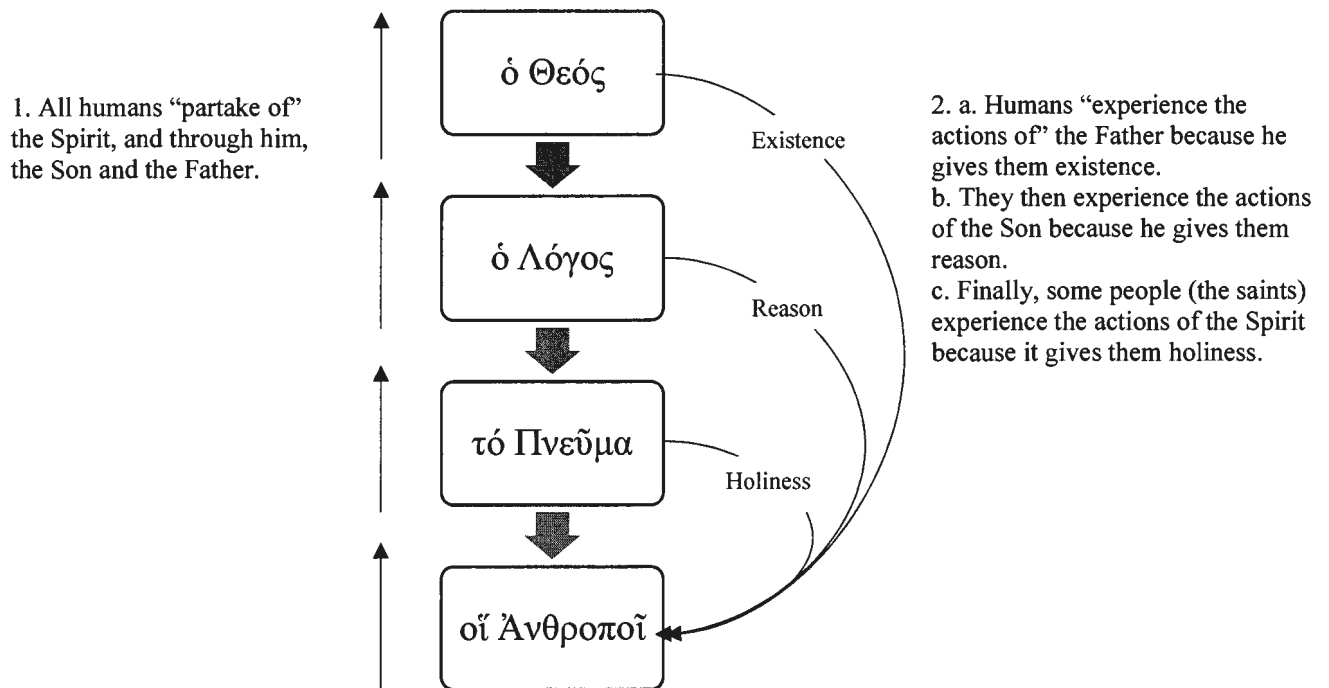 ὁ Θεός
1. All humans “partake of”
the Spirit, and through him,
the Son and the Father.
Existence
2. a. Humans “experience the
actions of” the Father because he
gives them existence.
b. They then experience the actions
of the Son because he gives them
reason.
c. Finally, some people (the saints)
experience the actions of the Spirit
because it gives them holiness.
ὁ Λόγος
Reason
τό Πνεῦμα
Holiness
οἵ Ἀνθροποῖ